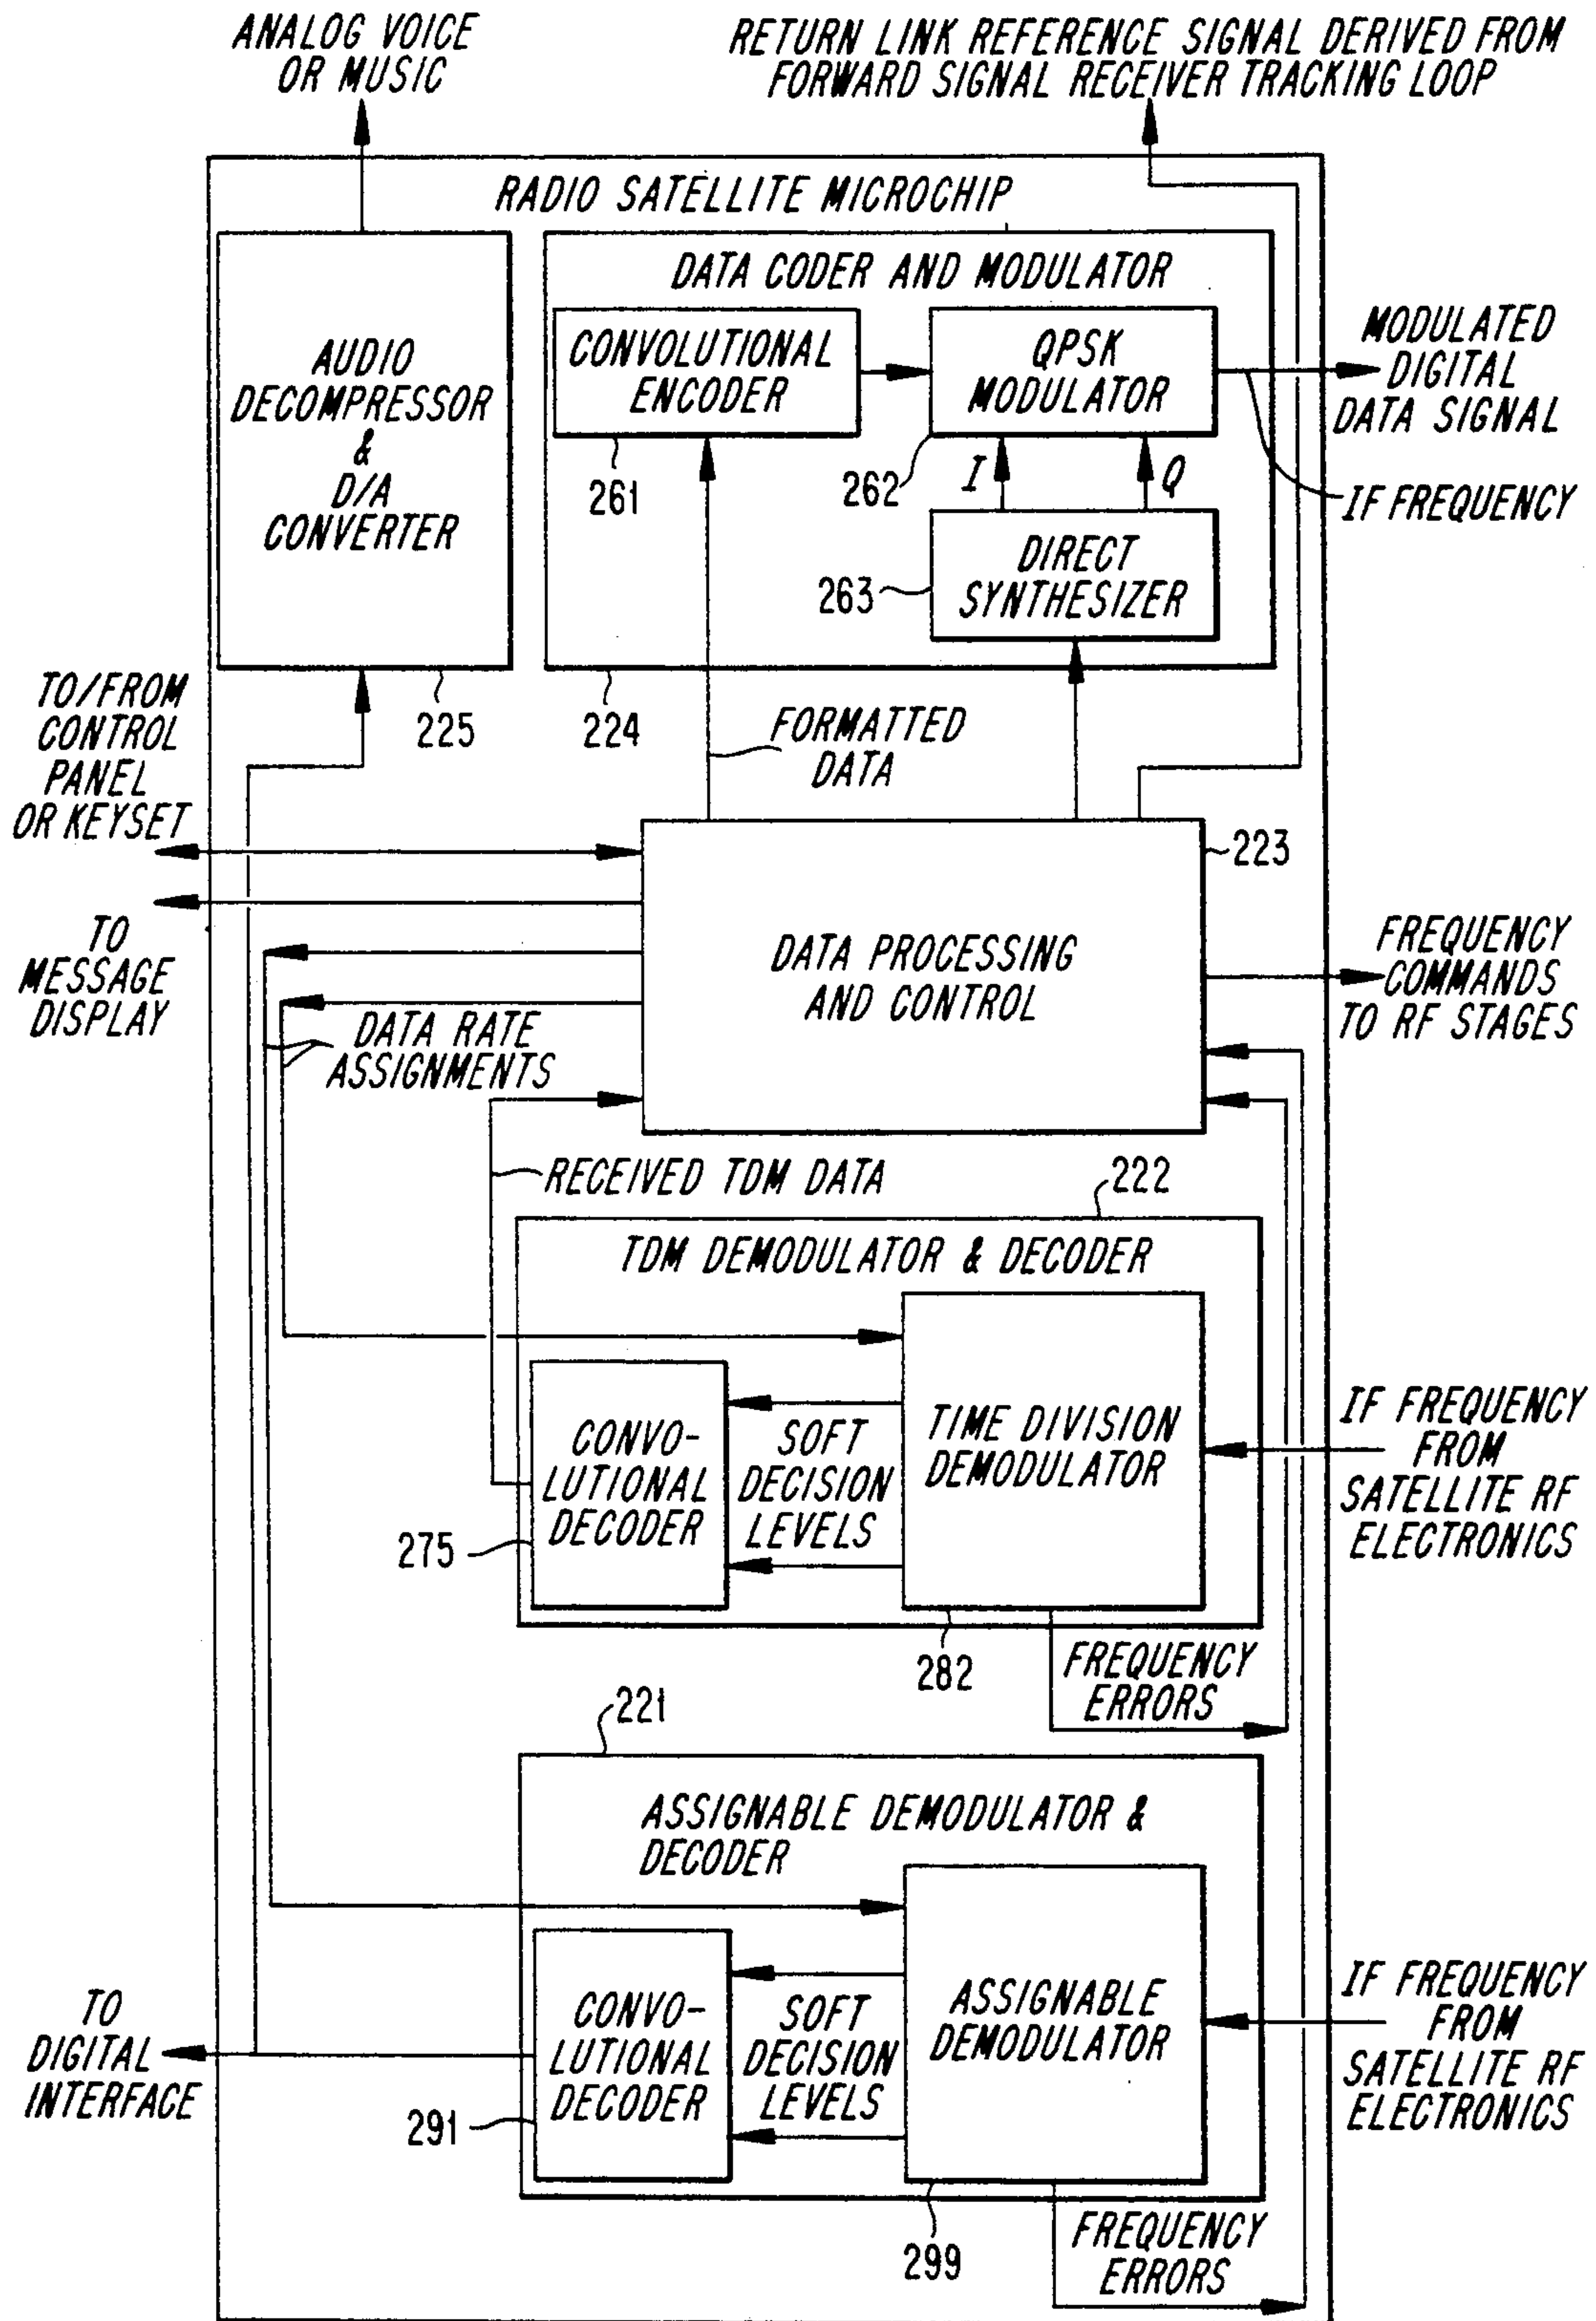 ANALOG VOICE
OR MUSIC
RETURN LINK REFERENCE SIGNAL DERIVED FROM
FORWARD SIGNAL RECEIVER TRACKING LOOP
RADIO SATELLITE MICROCHIP
AUDIO
DECOMPRESSOR
&
D/A
CONVERTER
225
DATA CODER AND MODULATOR
CONVOLUTIONAL
ENCODER
261
QPSK
MODULATOR
262
I
Q
DIRECT
SYNTHESIZER
263
224
MODULATED
DIGITAL
DATA SIGNAL
IF FREQUENCY
TO/FROM
CONTROL
PANEL
OR KEYSET
FORMATTED
DATA
223
TO
MESSAGE
DISPLAY
DATA PROCESSING
AND CONTROL
FREQUENCY
COMMANDS
TO RF STAGES
DATA RATE
ASSIGNMENTS
RECEIVED TDM DATA
222
TDM DEMODULATOR & DECODER
CONVO-
LUTIONAL
DECODER
275
SOFT
DECISION
LEVELS
TIME DIVISION
DEMODULATOR
282
IF FREQUENCY
FROM
SATELLITE RF
ELECTRONICS
FREQUENCY
ERRORS
221
ASSIGNABLE DEMODULATOR &
DECODER
TO
DIGITAL
INTERFACE
CONVO-
LUTIONAL
DECODER
291
SOFT
DECISION
LEVELS
ASSIGNABLE
DEMODULATOR
299
IF FREQUENCY
FROM
SATELLITE RF
ELECTRONICS
FREQUENCY
ERRORS